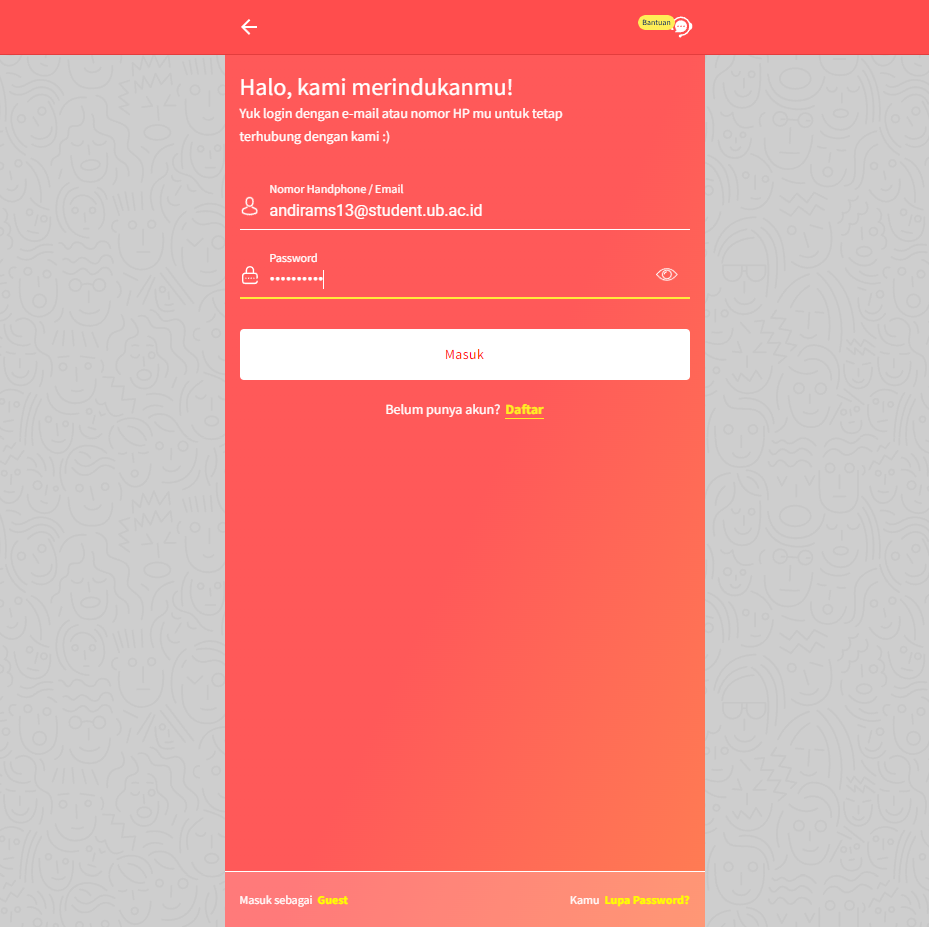 Bantuan
Halo, kami merindukanmu!
Yuk login dengan e-mail atau nomor HP mu untuk tetap
terhubung dengan kami :)
Nomor Handphone / Email
andirams13@student.ub.ac.id
Password
••••••••••
Masuk
Belum punya akun? Daftar
Masuk sebagai Guest
Kamu Lupa Password?